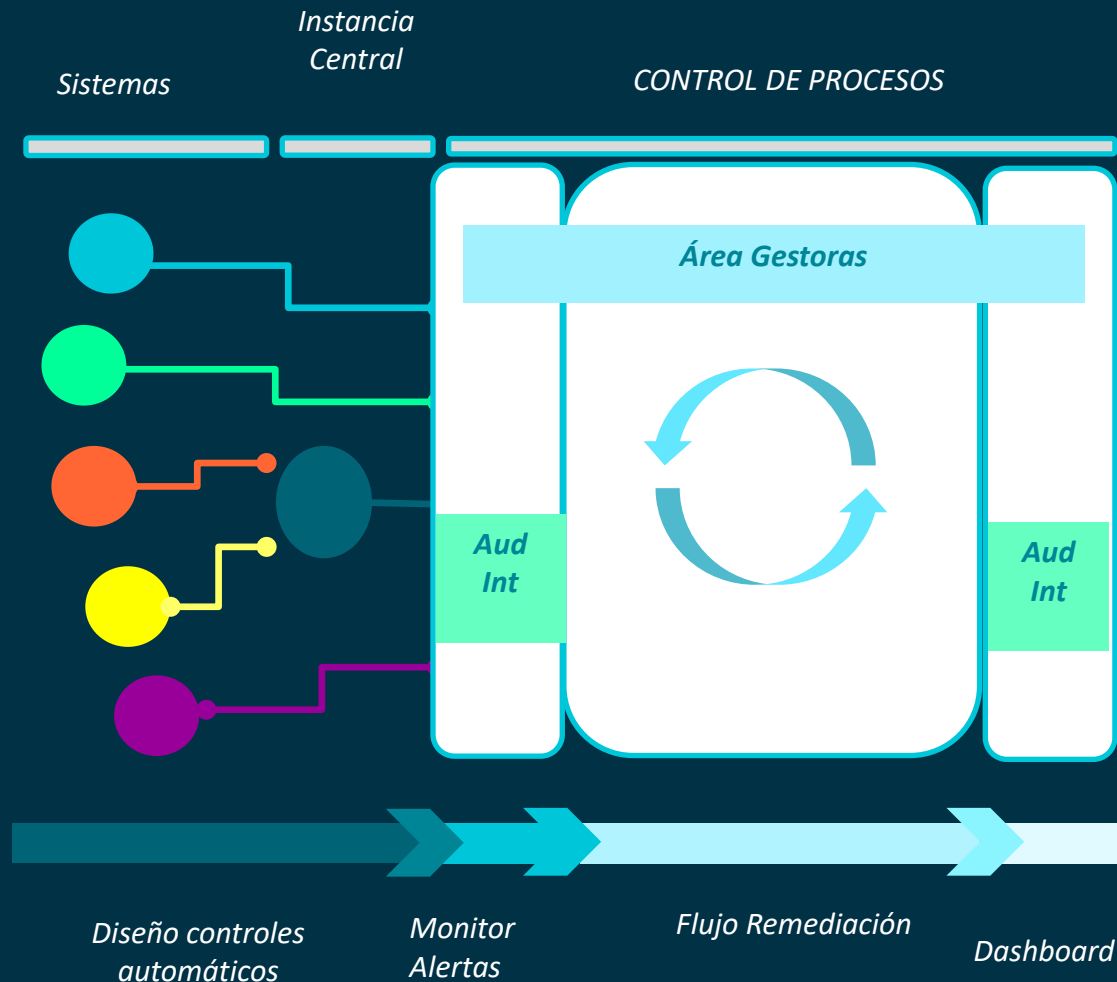 Instancia
Central
Sistemas
CONTROL DE PROCESOS
Área Gestoras
Aud
Int
Aud
Int
Diseño controles
automáticos
Monitor
Alertas
Flujo Remediación
Dashboard